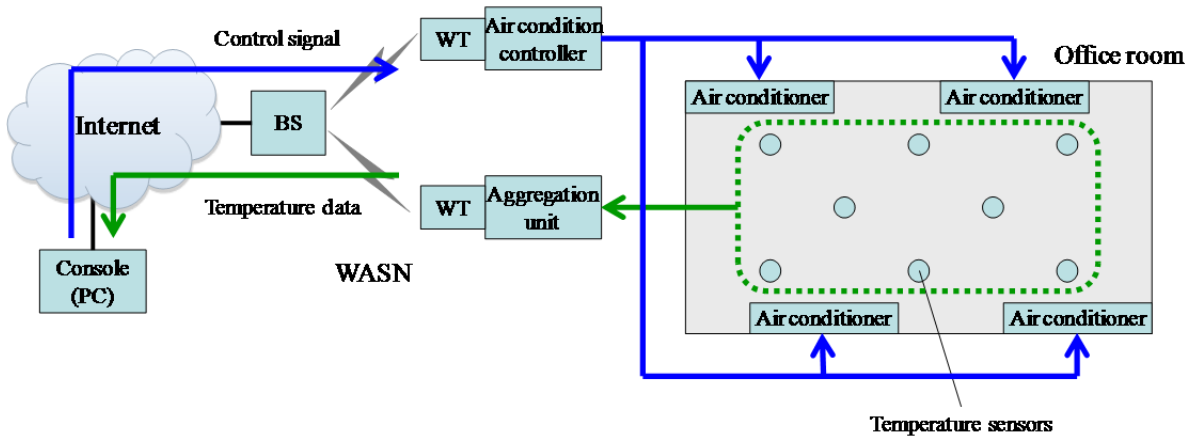 Control signal
WT
Air condition
controller
Office room
Air conditioner
Air conditioner
Internet
BS
Temperature data
WT
Aggregation
unit
Console
(PC)
WASN
Air conditioner
Air conditioner
Temperature sensors